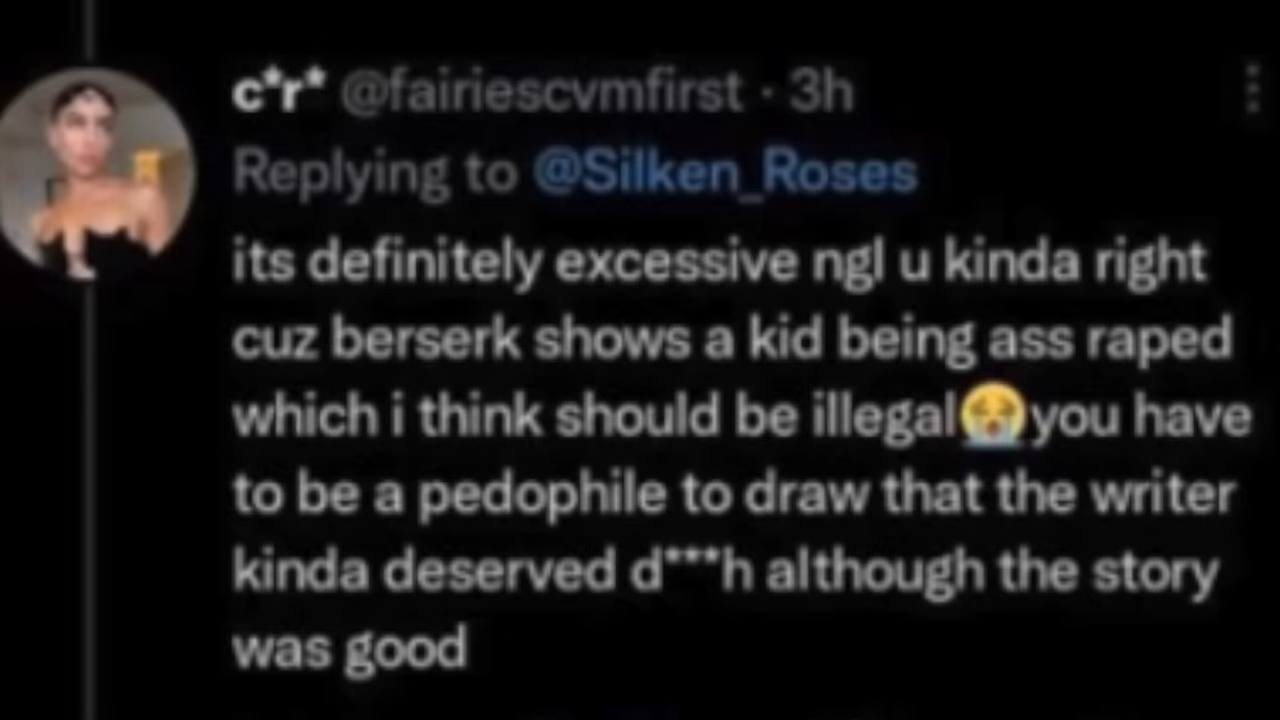 c*r* @fairiescvmfirst · 3h
Replying to @Silken_Roses
its definitely excessive ngl u kinda right
cuz berserk shows a kid being ass raped
which i think should be illegal😭you have
to be a pedophile to draw that the writer
kinda deserved d***h although the story
was good